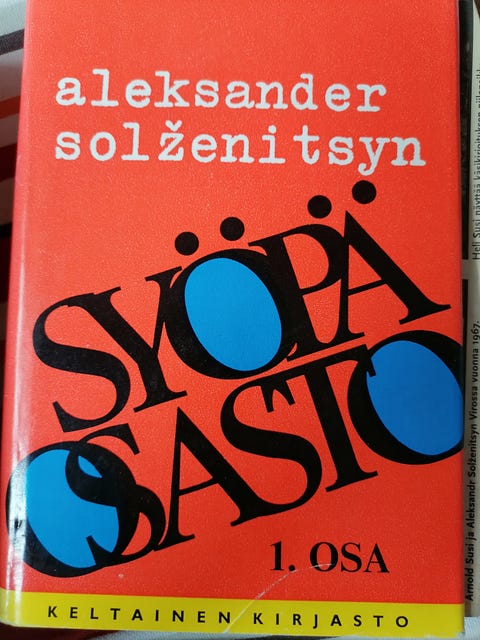 aleksander
solženitsyn
SYÖPÄ
OSASTO
1. OSA
KELTAINEN KIRJASTO
Arnold Susi ja Aleksandr Solženitsyn Virossa vuonna 1967.
Heli Susi näyttää käsikirjoituksen